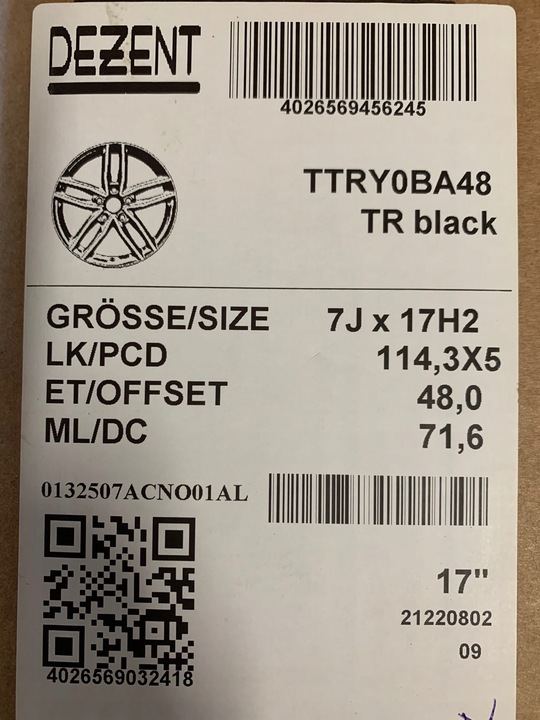 DEZENT
4026569456245
TTRY0BA48
TR black
GRÖSSE/SIZE 7J x 17H2
LK/PCD 114,3X5
ET/OFFSET 48,0
ML/DC 71,6
0132507ACNO01AL
17"
21220802
09
4026569032418